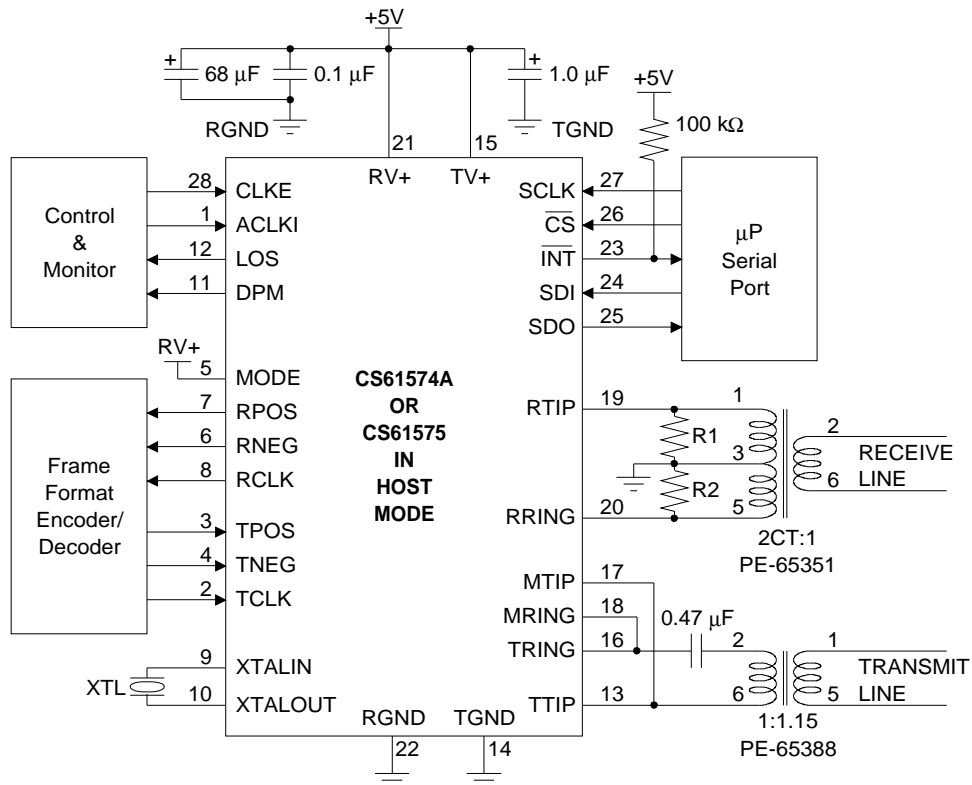 +5V
+ 68 μF
0.1 μF
+ 1.0 μF
+5V
RGND
TGND
100 kΩ
21
15
RV+
TV+
Control
&
Monitor
28 CLKE
1 ACLKI
12 LOS
11 DPM
SCLK 27
CS 26
INT 23
SDI 24
SDO 25
μP
Serial
Port
RV+
5 MODE
7 RPOS
6 RNEG
8 RCLK
3 TPOS
4 TNEG
2 TCLK
Frame
Format
Encoder/
Decoder
CS61574A
OR
CS61575
IN
HOST
MODE
RTIP 19
RRING 20
R1
R2
1
3
5
2
6
RECEIVE
LINE
2CT:1
PE-65351
MTIP 17
MRING 18
TRING 16
TTIP 13
0.47 μF
2
6
1
5
TRANSMIT
LINE
1:1.15
PE-65388
XTL
9 XTALIN
10 XTALOUT
RGND
TGND
22
14